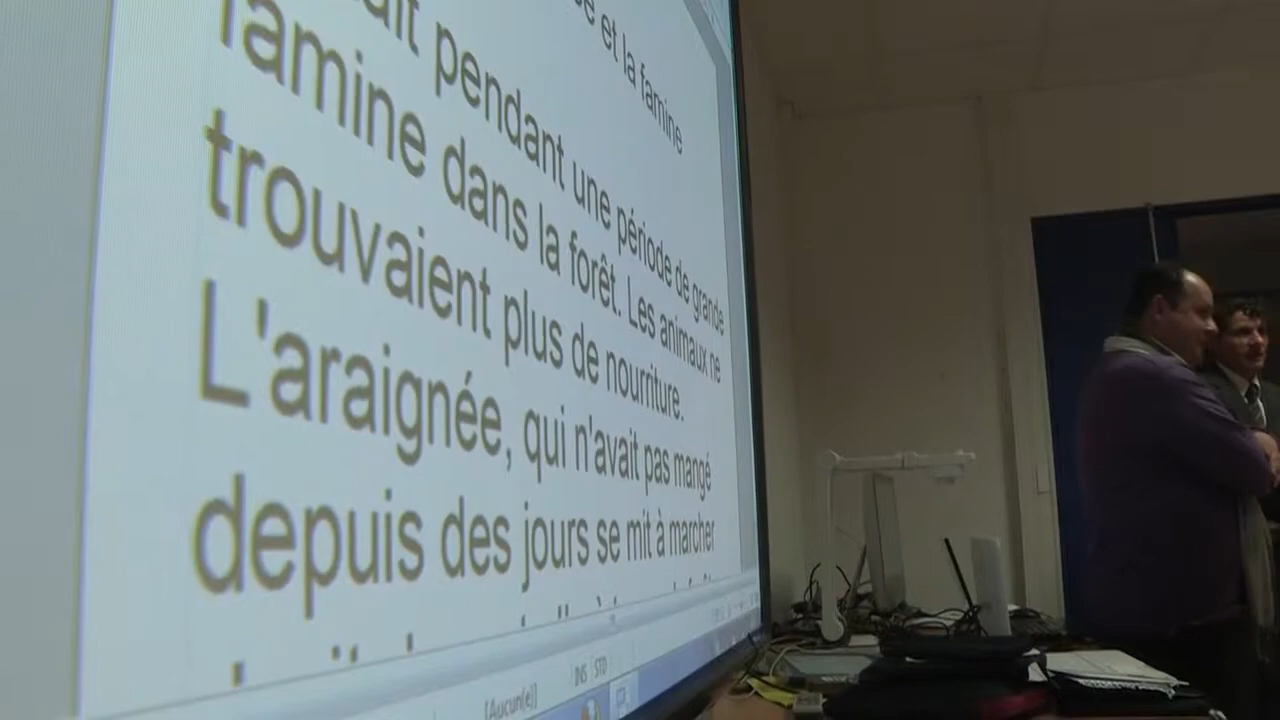 et la famine
pendant une période de grande
famine dans la forêt. Les animaux ne
trouvaient plus de nourriture.
L'araignée, qui n'avait pas mangé
depuis des jours se mit à marcher
INS STD
[Aucun(e)]